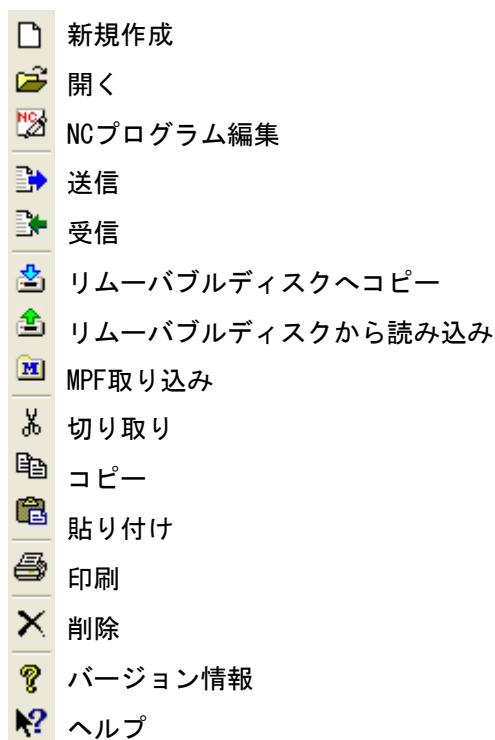 新規作成
開く
NCプログラム編集
送信
受信
リムーバブルディスクへコピー
リムーバブルディスクから読み込み
MPF取り込み
切り取り
コピー
貼り付け
印刷
削除
バージョン情報
ヘルプ